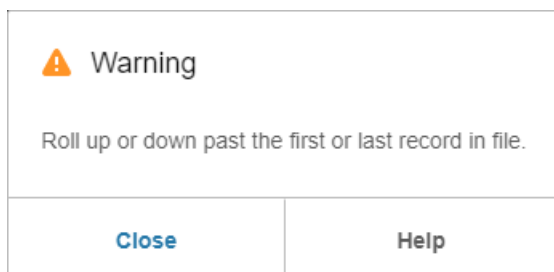 Warning
Roll up or down past the first or last record in file.
Close
Help